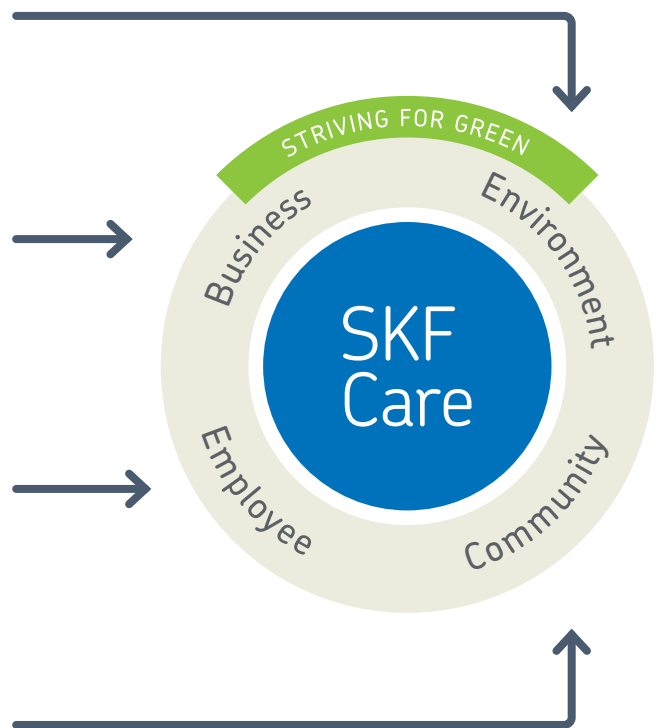 STRIVING FOR GREEN
Business
Environment
SKF
Care
Employee
Community